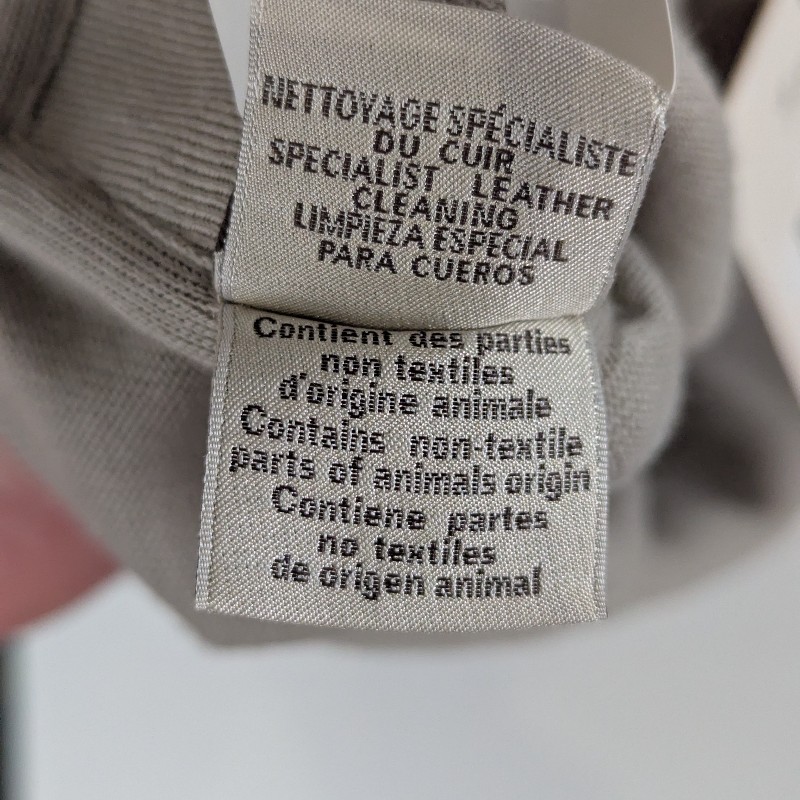 NETTOYAGE SPÉCIALISTE
DU CUIR
SPECIALIST LEATHER
CLEANING
LIMPIEZA ESPECIAL
PARA CUEROS
Contient des parties
non textiles
d'origine animale
Contains non-textile
parts of animals origin
Contiene partes
no textiles
de origen animal